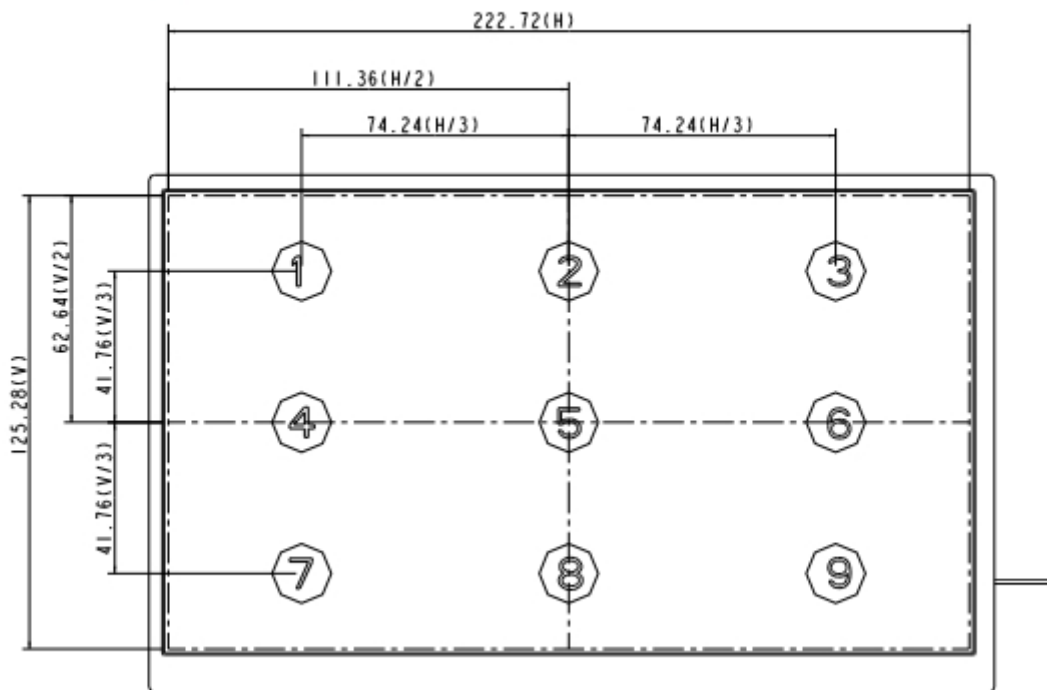 222.72(H)
111.36(H/2)
74.24(H/3)
74.24(H/3)
125.28(V)
62.64(V/2)
41.76(V/3)
41.76(V/3)
1
2
3
4
5
6
7
8
9